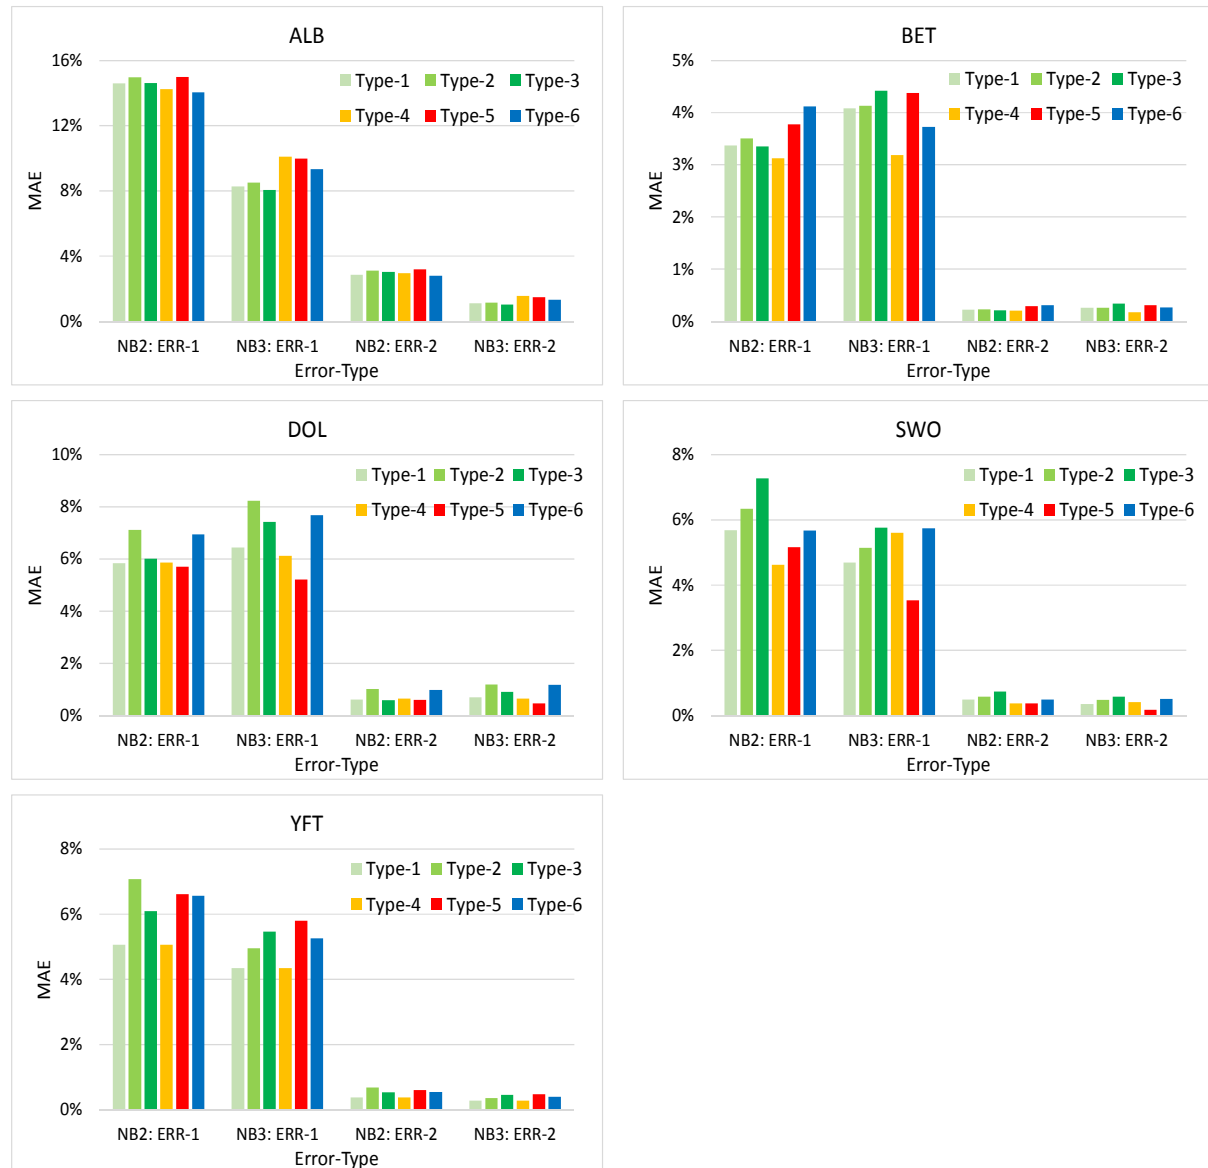 ALB
16%
12%
8%
4%
0%
MAE
Type-1 Type-2 Type-3
Type-4 Type-5 Type-6
NB2: ERR-1 NB3: ERR-1 NB2: ERR-2 NB3: ERR-2
Error-Type
BET
5%
4%
3%
2%
1%
0%
MAE
Type-1 Type-2 Type-3
Type-4 Type-5 Type-6
NB2: ERR-1 NB3: ERR-1 NB2: ERR-2 NB3: ERR-2
Error-Type
DOL
10%
8%
6%
4%
2%
0%
MAE
Type-1 Type-2 Type-3
Type-4 Type-5 Type-6
NB2: ERR-1 NB3: ERR-1 NB2: ERR-2 NB3: ERR-2
Error-Type
SWO
8%
6%
4%
2%
0%
MAE
Type-1 Type-2 Type-3
Type-4 Type-5 Type-6
NB2: ERR-1 NB3: ERR-1 NB2: ERR-2 NB3: ERR-2
Error-Type
YFT
8%
6%
4%
2%
0%
MAE
Type-1 Type-2 Type-3
Type-4 Type-5 Type-6
NB2: ERR-1 NB3: ERR-1 NB2: ERR-2 NB3: ERR-2
Error-Type